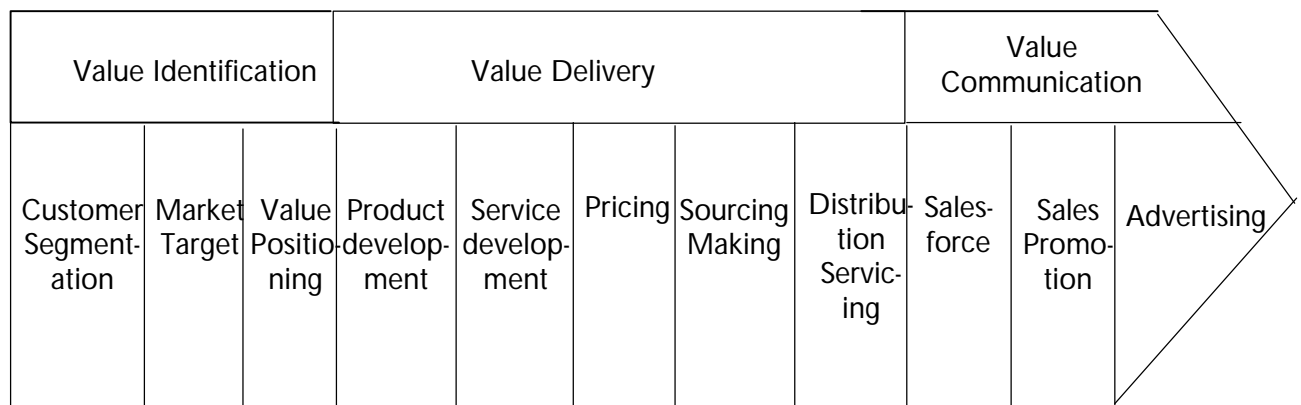 Value Identification
Value Delivery
Value
Communication
Customer
Segment-
ation
Market
Target
Value
Positio-
ning
Product
develop-
ment
Service
develop-
ment
Pricing
Sourcing
Making
Distribu-
tion
Servic-
ing
Sales-
force
Sales
Promo-
tion
Advertising